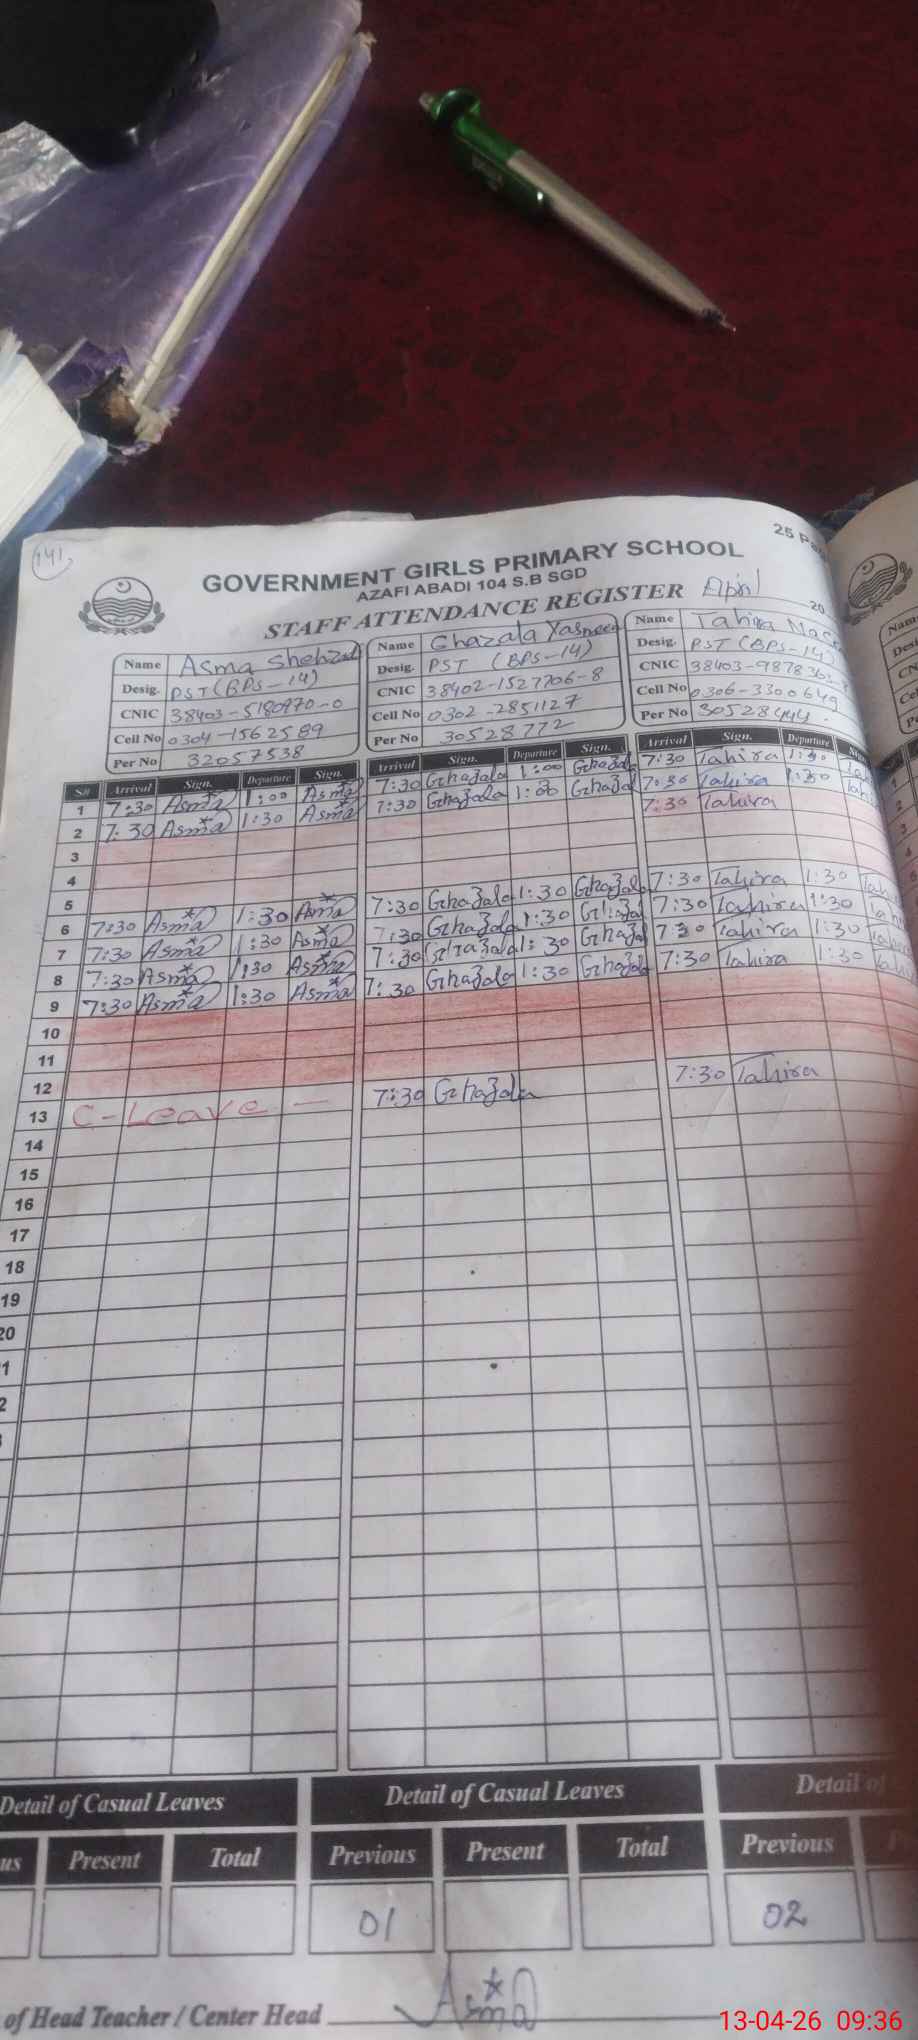 141
25 P
GOVERNMENT GIRLS PRIMARY SCHOOL
AZAFI ABADI 104 S.B SGD
STAFF ATTENDANCE REGISTER April 20
Name Asma Shehzad
Desig. PST (BPS-14)
CNIC 38403-5180970-0
Cell No 0304-1562589
Per No 32057538
Name Ghazala Yasmeen
Desig. PST (BPS-14)
CNIC 38402-1527706-8
Cell No 0302-2851127
Per No 30528772
Name Tahira
Desig. PST (BPS-14)
CNIC 38403-9878363-8
Cell No 0306-3300649
Per No 30528444
Sr# Arrival Sign. Departure Sign. Arrival Sign. Departure Sign. Arrival Sign. Departure
1 7:30 Asma 1:00 Asma 7:30 Ghazala 1:00 Ghazala 7:30 Tahira 1:30
2 7:30 Asma 1:30 Asma 7:30 Ghazala 1:00 Ghazala 7:30 Tahira 1:30
3 7:30 Tahira
4
5
6 7:30 Asma 1:30 Asma 7:30 Ghazala 1:30 Ghazala 7:30 Tahira 1:30
7 7:30 Asma 1:30 Asma 7:30 Ghazala 1:30 Ghazala 7:30 Tahira 1:30
8 7:30 Asma 1:30 Asma 7:30 Ghazala 1:30 Ghazala 7:30 Tahira 1:30
9 7:30 Asma 1:30 Asma 7:30 Ghazala 1:30 Ghazala 7:30 Tahira 1:30
10
11
12
13 C-Leave - 7:30 Ghazala 7:30 Tahira
14
15
16
17
18
19
20
1
2
Detail of Casual Leaves Detail of Casual Leaves Detail of
us Present Total Previous Present Total Previous
01 02
of Head Teacher / Center Head Asma
13-04-26 09:36